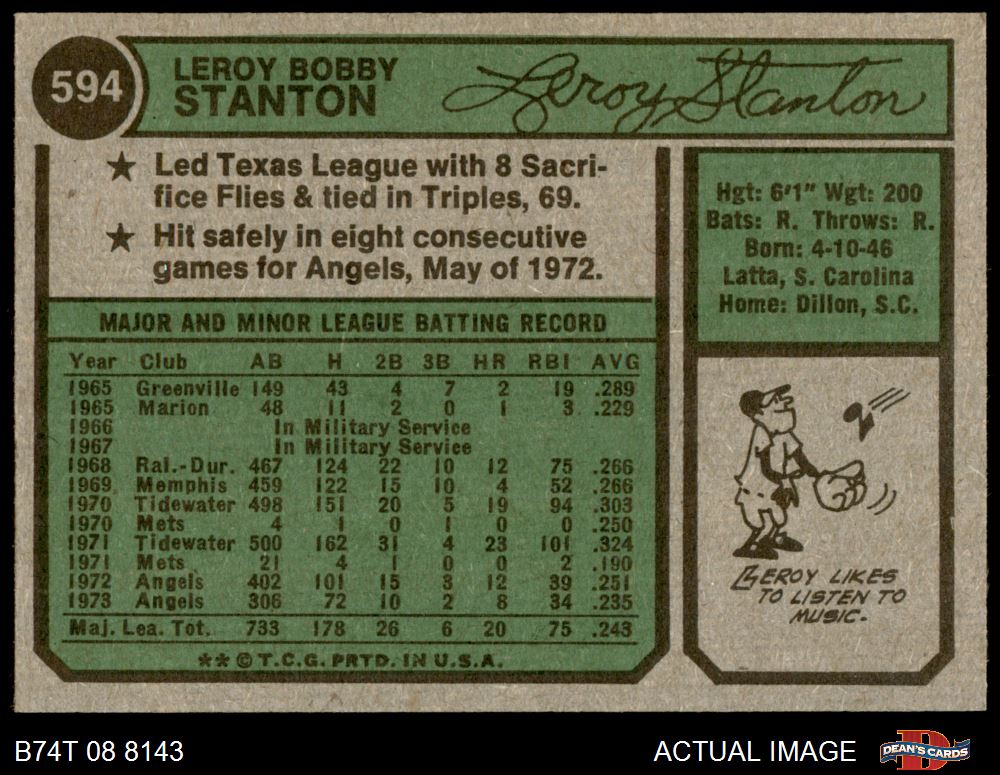 594
LEROY BOBBY
STANTON
Leroy Stanton
★ Led Texas League with 8 Sacri-
fice Flies & tied in Triples, 69.
★ Hit safely in eight consecutive
games for Angels, May of 1972.
Hgt: 6'1" Wgt: 200
Bats: R. Throws: R.
Born: 4-10-46
Latta, S. Carolina
Home: Dillon, S.C.
MAJOR AND MINOR LEAGUE BATTING RECORD
Year Club AB H 2B 3B HR RBI AVG
1965 Greenville 149 43 4 7 2 19 .289
1965 Marion 48 11 2 0 1 3 .229
1966 In Military Service
1967 In Military Service
1968 Ral.-Dur. 467 124 22 10 12 75 .266
1969 Memphis 459 122 15 10 4 52 .266
1970 Tidewater 498 151 20 5 19 94 .303
1970 Mets 4 1 0 1 0 0 .250
1971 Tidewater 500 162 31 4 23 101 .324
1971 Mets 21 4 1 0 0 2 .190
1972 Angels 402 101 15 3 12 39 .251
1973 Angels 306 72 10 2 8 34 .235
Maj. Lea. Tot. 733 178 26 6 20 75 .243
** © T.C.G. PRTD. IN U.S.A.
LEROY LIKES
TO LISTEN TO
MUSIC.
B74T 08 8143
ACTUAL IMAGE
DEAN'S CARDS